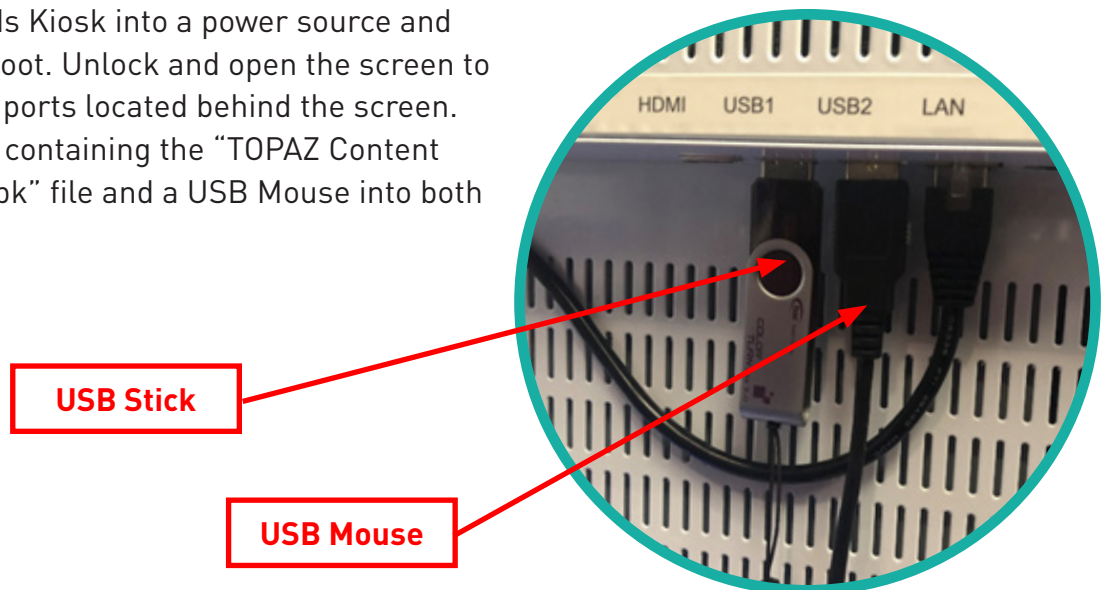 ds Kiosk into a power source and
oot. Unlock and open the screen to
ports located behind the screen.
containing the “TOPAZ Content
ok” file and a USB Mouse into both
HDMI USB1 USB2 LAN
USB Stick
USB Mouse